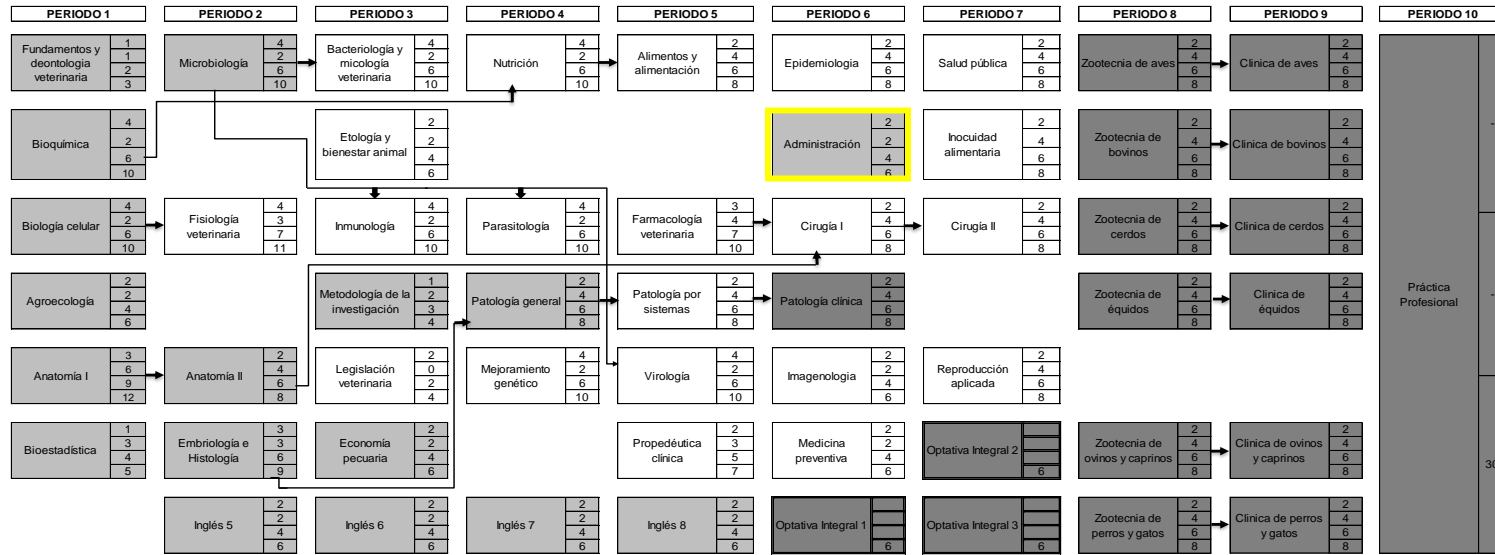 PERIODO 1
PERIODO 2
PERIODO 3
PERIODO 4
PERIODO 5
PERIODO 6
PERIODO 7
PERIODO 8
PERIODO 9
PERIODO 10
Fundamentos y
deontologia
veterinaria
1
1
2
3
Microbiología
4
2
6
10
Bacteriología y
micología
veterinaria
4
2
6
10
Nutrición
4
2
6
10
Alimentos y
alimentación
2
4
6
8
Epidemiologia
2
2
4
6
Salud pública
2
2
4
6
Zootecnia de aves
2
4
6
8
Clinica de aves
2
4
6
8
Bioquímica
4
2
6
10
Etología y
bienestar animal
2
2
4
6
Administración
2
2
4
6
Inocuidad
alimentaria
2
4
6
8
Zootecnia de
bovinos
2
4
6
8
Clinica de bovinos
2
4
6
8
Biología celular
4
2
6
10
Fisiología
veterinaria
4
3
7
11
Inmunología
4
2
6
10
Parasitología
4
2
6
10
Farmacología
veterinaria
3
4
7
10
Cirugía I
2
4
6
8
Cirugía II
2
4
6
8
Zootecnia de
cerdos
2
4
6
8
Clinica de cerdos
2
4
6
8
Agroecología
2
2
4
6
Metodología de la
investigación
1
2
3
4
Patología general
2
4
6
8
Patología por
sistemas
2
4
6
8
Patología clínica
2
4
6
8
Zootecnia de
équidos
2
4
6
8
Clinica de
équidos
2
4
6
8
Práctica
Profesional
-
-
30
Anatomía I
3
6
9
12
Anatomía II
2
4
6
8
Legislación
veterinaria
2
0
2
4
Mejoramiento
genético
4
2
6
10
Virología
4
2
6
10
Imagenologia
2
2
4
6
Reproducción
aplicada
2
4
6
8
Bioestadística
1
3
4
5
Embriología e
Histología
3
3
6
9
Economía
pecuaria
2
2
4
6
Propedéutica
clínica
2
3
5
7
Medicina
preventiva
2
2
4
6
Optativa Integral 2
6
Zootecnia de
ovinos y caprinos
2
4
6
8
Clinica de ovinos
y caprinos
2
4
6
8
Inglés 5
2
2
4
6
Inglés 6
2
2
4
6
Inglés 7
2
2
4
6
Inglés 8
2
2
4
6
Optativa Integral 1
6
Optativa Integral 3
6
Zootecnia de
perros y gatos
2
4
6
8
Clinica de perros
y gatos
2
4
6
8